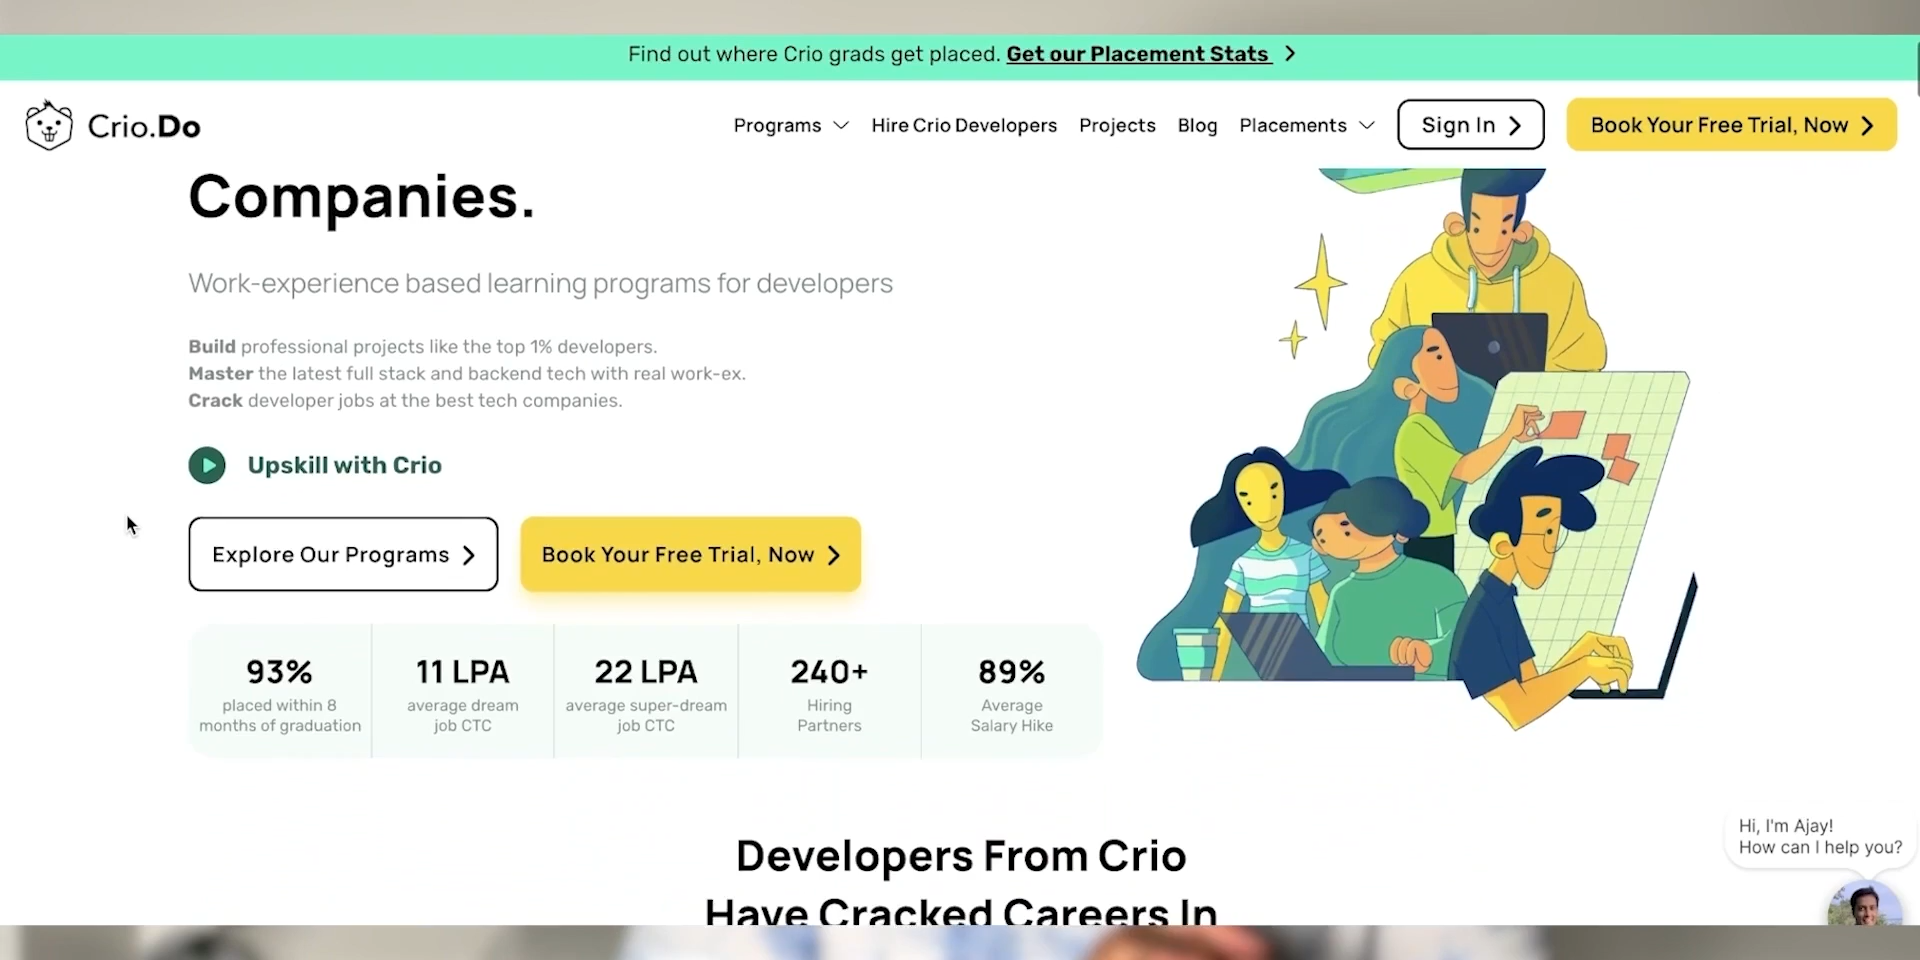 Find out where Crio grads get placed. Get our Placement Stats
Crio.Do
Programs
Hire Crio Developers
Projects
Blog
Placements
Sign In
Book Your Free Trial, Now
Companies.
Work-experience based learning programs for developers
Build professional projects like the top 1% developers.
Master the latest full stack and backend tech with real work-ex.
Crack developer jobs at the best tech companies.
Upskill with Crio
Explore Our Programs
Book Your Free Trial, Now
93%
placed within 8
months of graduation
11 LPA
average dream
job CTC
22 LPA
average super-dream
job CTC
240+
Hiring
Partners
89%
Average
Salary Hike
Developers From Crio
Have Cracked Careers In
Hi, I'm Ajay!
How can I help you?